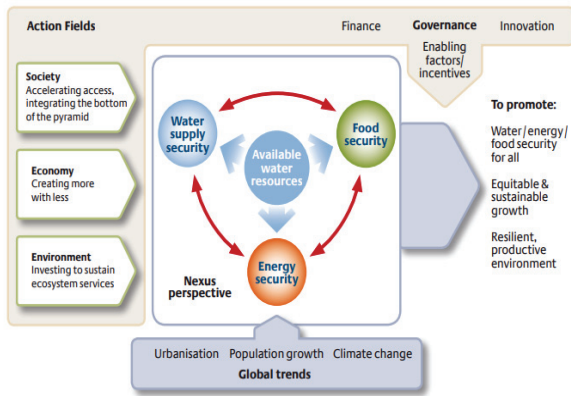 Action Fields
Finance
Governance
Innovation
Enabling
factors/
incentives
Society
Accelerating access,
integrating the bottom
of the pyramid
Economy
Creating more
with less
Environment
Investing to sustain
ecosystem services
Water
supply
security
Food
security
Available
water
resources
Energy
security
Nexus
perspective
To promote:
Water/energy/
food security
for all
Equitable &
sustainable
growth
Resilient,
productive
environment
Urbanisation Population growth Climate change
Global trends